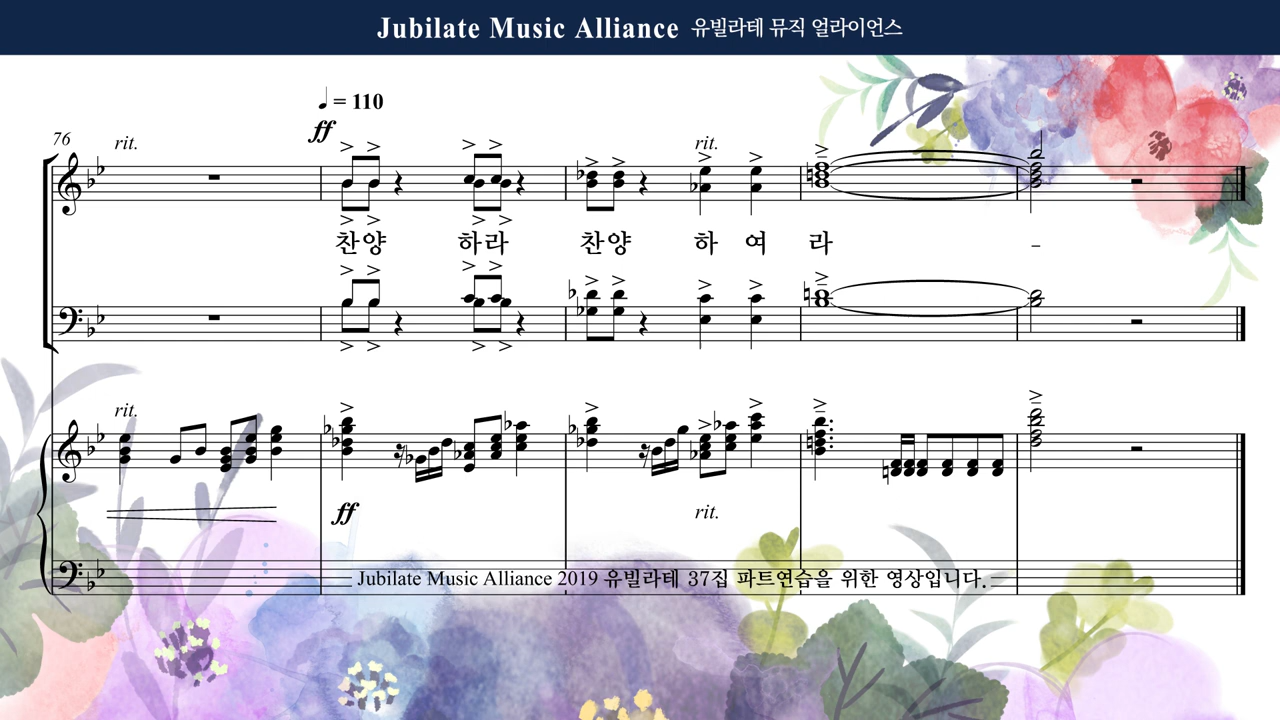 Jubilate Music Alliance 유빌라테 뮤직 얼라이언스
♩ = 110
ff
76 rit. rit.
찬양 하라 찬양 하 여 라 -
rit.
ff rit.
Jubilate Music Alliance 2019 유빌라테 37집 파트연습을 위한 영상입니다.